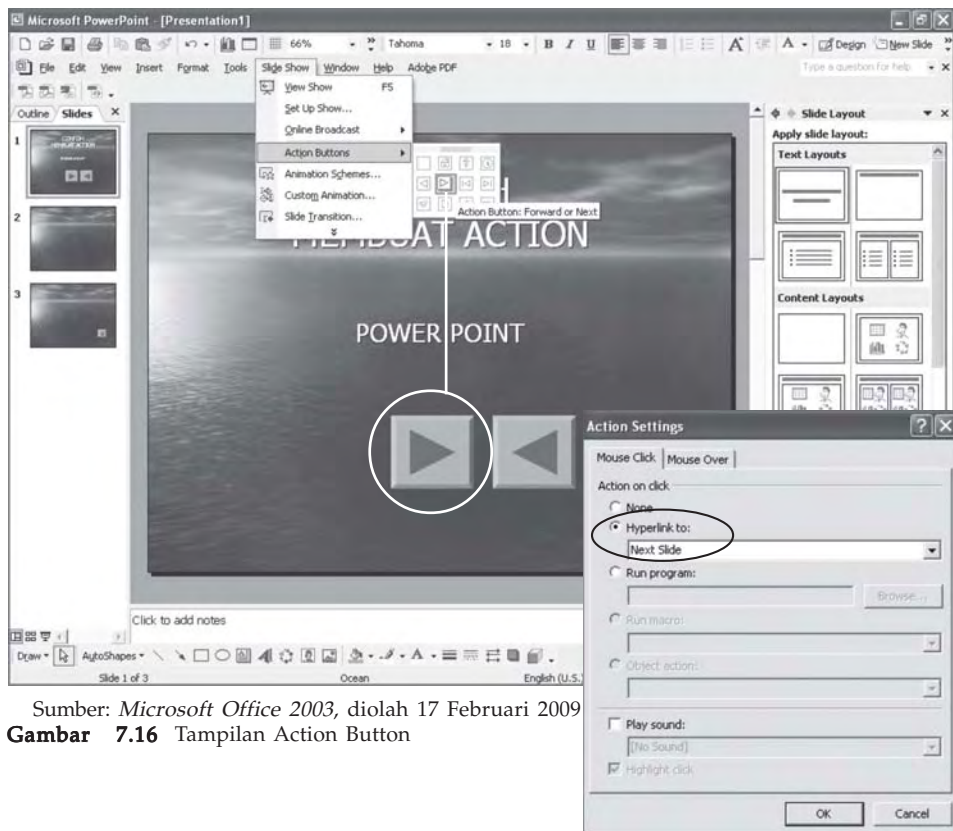 Microsoft PowerPoint - [Presentation1]
66% Tahoma 18 B I U A A Design New Slide
File Edit View Insert Format Tools Slide Show Window Help Adobe PDF Type a question for help
Outline Slides
View Show F5
Set Up Show...
Online Broadcast
Action Buttons
Animation Schemes...
Custom Animation...
Slide Transition...
Action Button: Forward or Next
1
2
3
MEMBUAT ACTION
POWER POINT
Slide Layout
Apply slide layout:
Text Layouts
Content Layouts
Click to add notes
Draw AutoShapes A
Slide 1 of 3 Ocean English (U.S.
Action Settings
Mouse Click Mouse Over
Action on click
None
Hyperlink to:
Next Slide
Run program:
Browse...
Run macro:
Object action:
Play sound:
[No Sound]
Highlight click
OK Cancel
Sumber: Microsoft Office 2003, diolah 17 Februari 2009
Gambar 7.16 Tampilan Action Button